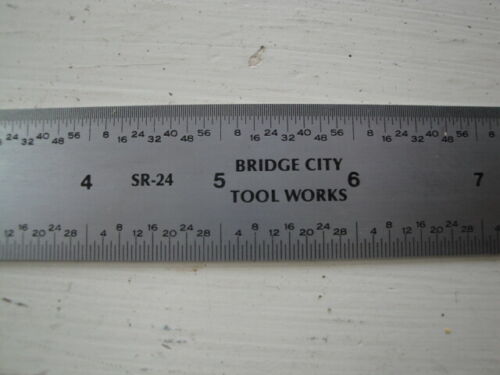 24 32 40 48 56 8 16 24 32 40 48 56 8 16 24 32 40 48 56 8 16 24 32 40 48 56 8
4 SR-24 5 BRIDGE CITY 6 7
TOOL WORKS
12 16 20 24 28 4 8 12 16 20 24 28 4 8 12 16 20 24 28 4 8 12 16 20 24 28